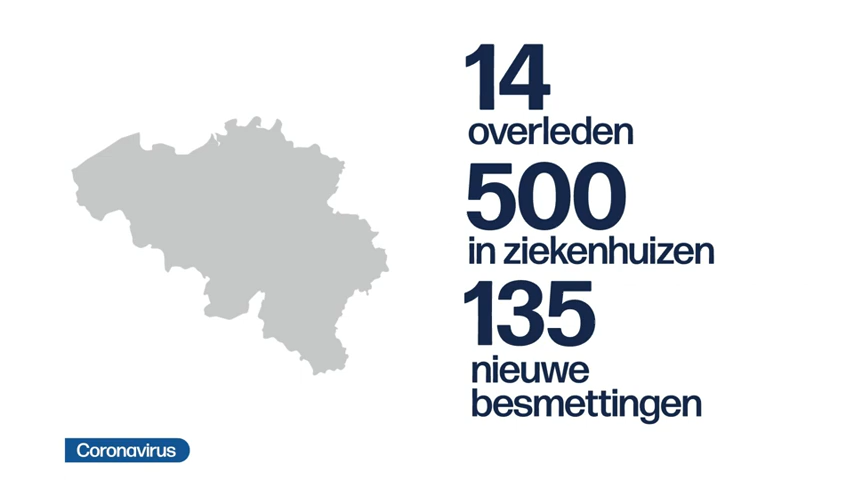 14
overleden
500
in ziekenhuizen
135
nieuwe
besmettingen
Coronavirus